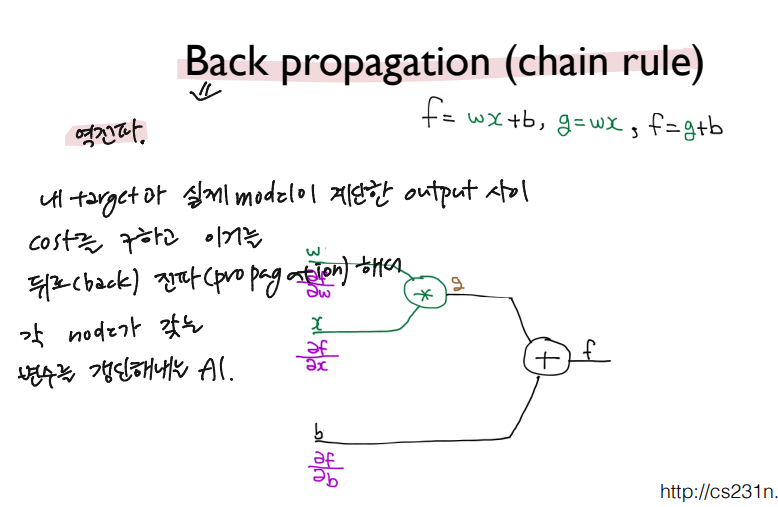 Back propagation (chain rule)
f = wx+b, g=wx, f=g+b
역전파.
내 target과 실제 model이 계산한 output 사이
cost를 구하고 이거를
뒤로(back) 전파(propagation) 해서
각 node가 갖는
변수를 갱신해내는 AI.
w
∂f
∂w
*
g
x
∂f
∂x
+
f
b
∂f
∂b
http://cs231n.